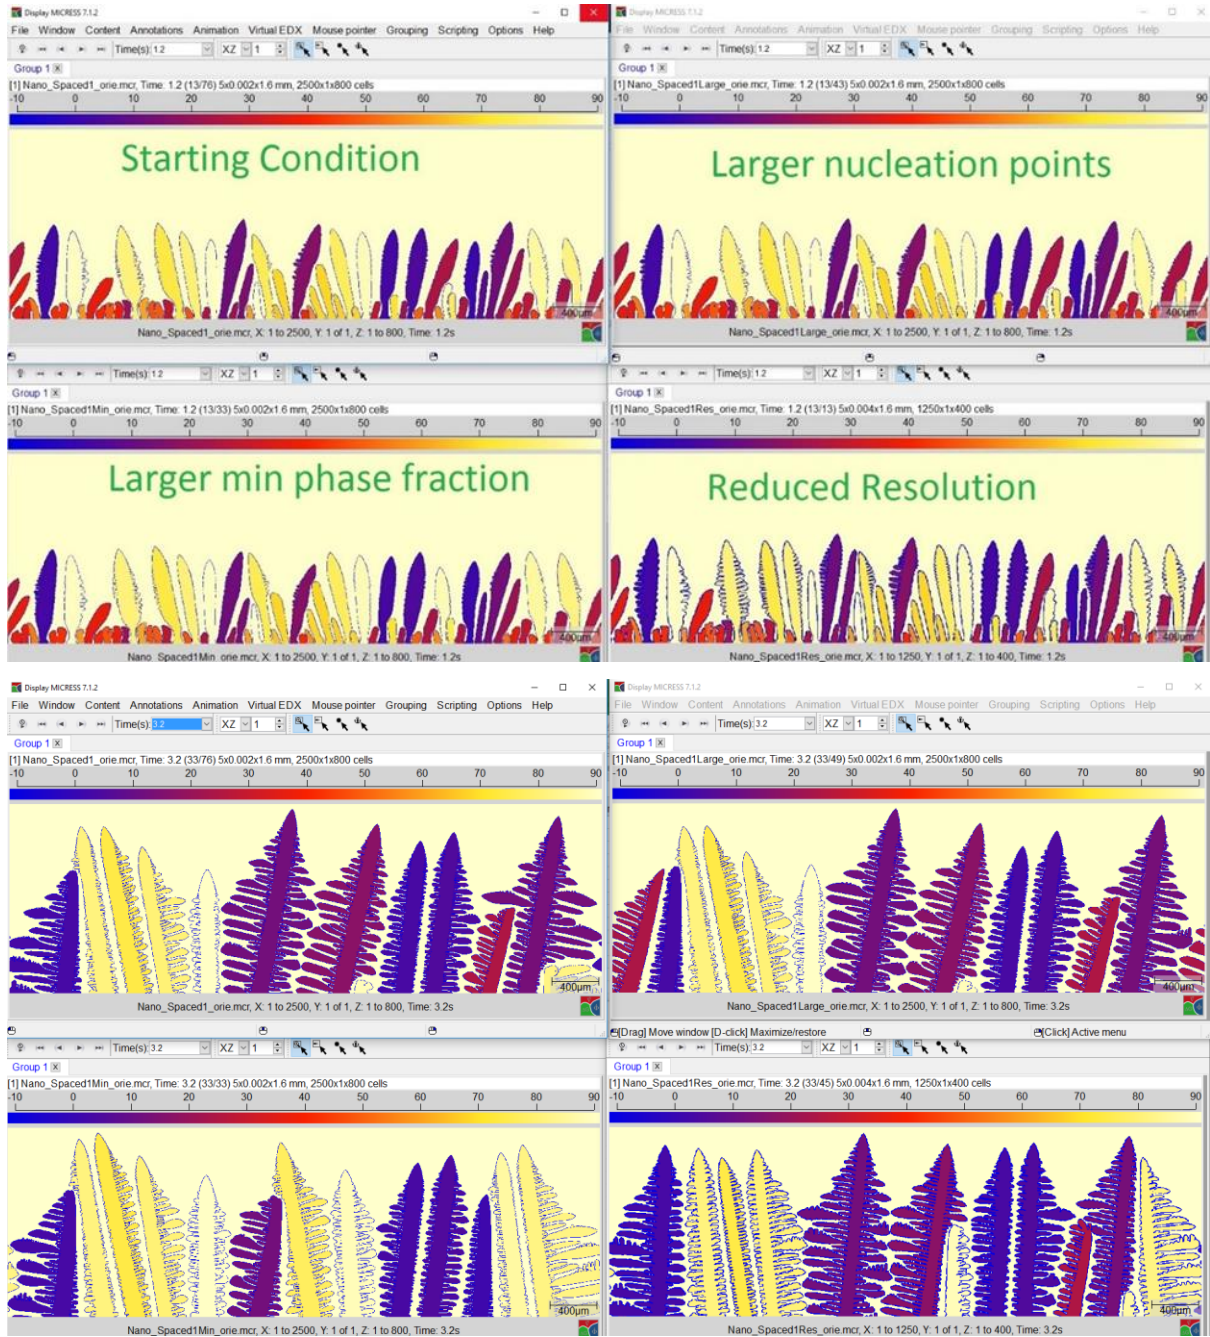 Display MICRESS 7.1.2
File Window Content Annotations Animation Virtual EDX Mouse pointer Grouping Scripting Options Help
Time(s): 1.2 XZ 1
Group 1
[1] Nano_Spaced1_orie.mcr, Time: 1.2 (13/76) 5x0.002x1.6 mm, 2500x1x800 cells
-10 0 10 20 30 40 50 60 70 80 90
Starting Condition
400µm
Nano_Spaced1_orie.mcr, X: 1 to 2500, Y: 1 of 1, Z: 1 to 800, Time: 1.2s
Display MICRESS 7.1.2
File Window Content Annotations Animation Virtual EDX Mouse pointer Grouping Scripting Options Help
Time(s): 1.2 XZ 1
Group 1
[1] Nano_Spaced1Large_orie.mcr, Time: 1.2 (13/43) 5x0.002x1.6 mm, 2500x1x800 cells
-10 0 10 20 30 40 50 60 70 80 90
Larger nucleation points
400µm
Nano_Spaced1Large_orie.mcr, X: 1 to 2500, Y: 1 of 1, Z: 1 to 800, Time: 1.2s
Time(s): 1.2 XZ 1
Group 1
[1] Nano_Spaced1Min_orie.mcr, Time: 1.2 (13/33) 5x0.002x1.6 mm, 2500x1x800 cells
-10 0 10 20 30 40 50 60 70 80 90
Larger min phase fraction
400µm
Nano_Spaced1Min_orie.mcr, X: 1 to 2500, Y: 1 of 1, Z: 1 to 800, Time: 1.2s
Time(s): 1.2 XZ 1
Group 1
[1] Nano_Spaced1Res_orie.mcr, Time: 1.2 (13/13) 5x0.004x1.6 mm, 1250x1x400 cells
-10 0 10 20 30 40 50 60 70 80 90
Reduced Resolution
400µm
Nano_Spaced1Res_orie.mcr, X: 1 to 1250, Y: 1 of 1, Z: 1 to 400, Time: 1.2s
Display MICRESS 7.1.2
File Window Content Annotations Animation Virtual EDX Mouse pointer Grouping Scripting Options Help
Time(s): 3.2 XZ 1
Group 1
[1] Nano_Spaced1_orie.mcr, Time: 3.2 (33/76) 5x0.002x1.6 mm, 2500x1x800 cells
-10 0 10 20 30 40 50 60 70 80 90
400µm
Nano_Spaced1_orie.mcr, X: 1 to 2500, Y: 1 of 1, Z: 1 to 800, Time: 3.2s
Display MICRESS 7.1.2
File Window Content Annotations Animation Virtual EDX Mouse pointer Grouping Scripting Options Help
Time(s): 3.2 XZ 1
Group 1
[1] Nano_Spaced1Large_orie.mcr, Time: 3.2 (33/49) 5x0.002x1.6 mm, 2500x1x800 cells
-10 0 10 20 30 40 50 60 70 80 90
400µm
Nano_Spaced1Large_orie.mcr, X: 1 to 2500, Y: 1 of 1, Z: 1 to 800, Time: 3.2s
[Drag] Move window [D-click] Maximize/restore [Click] Active menu
Time(s): 3.2 XZ 1
Group 1
[1] Nano_Spaced1Min_orie.mcr, Time: 3.2 (33/33) 5x0.002x1.6 mm, 2500x1x800 cells
-10 0 10 20 30 40 50 60 70 80 90
400µm
Nano_Spaced1Min_orie.mcr, X: 1 to 2500, Y: 1 of 1, Z: 1 to 800, Time: 3.2s
Time(s): 3.2 XZ 1
Group 1
[1] Nano_Spaced1Res_orie.mcr, Time: 3.2 (33/45) 5x0.004x1.6 mm, 1250x1x400 cells
-10 0 10 20 30 40 50 60 70 80 90
400µm
Nano_Spaced1Res_orie.mcr, X: 1 to 1250, Y: 1 of 1, Z: 1 to 400, Time: 3.2s